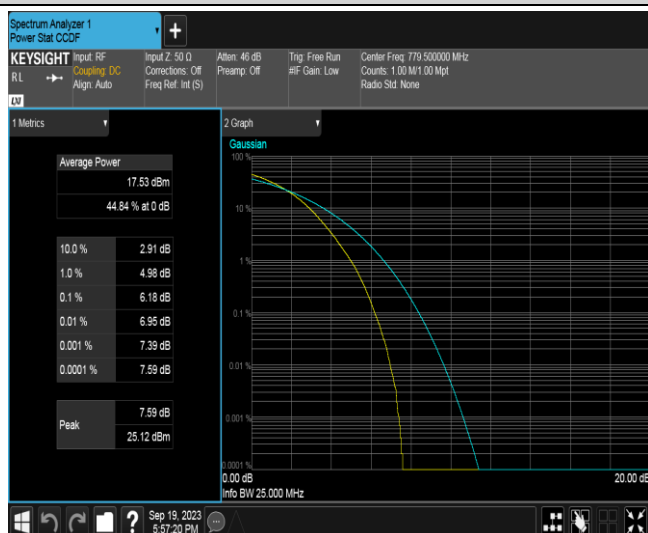 Spectrum Analyzer 1
Power Stat CCDF
+
KEYSIGHT
RL
LXI
Input: RF
Coupling: DC
Align: Auto
Input Z: 50 Ω
Corrections: Off
Freq Ref: Int (S)
Atten: 46 dB
Preamp: Off
Trig: Free Run
#IF Gain: Low
Center Freq: 779.500000 MHz
Counts: 1.00 M/1.00 Mpt
Radio Std: None
1 Metrics
Average Power
17.53 dBm
44.84 % at 0 dB
10.0 % 2.91 dB
1.0 % 4.98 dB
0.1 % 6.18 dB
0.01 % 6.95 dB
0.001 % 7.39 dB
0.0001 % 7.59 dB
Peak
7.59 dB
25.12 dBm
2 Graph
Gaussian
100 %
10 %
1 %
0.1 %
0.01 %
0.001 %
0.0001 %
0.00 dB
20.00 dB
Info BW 25.000 MHz
?
Sep 19, 2023
5:57:20 PM